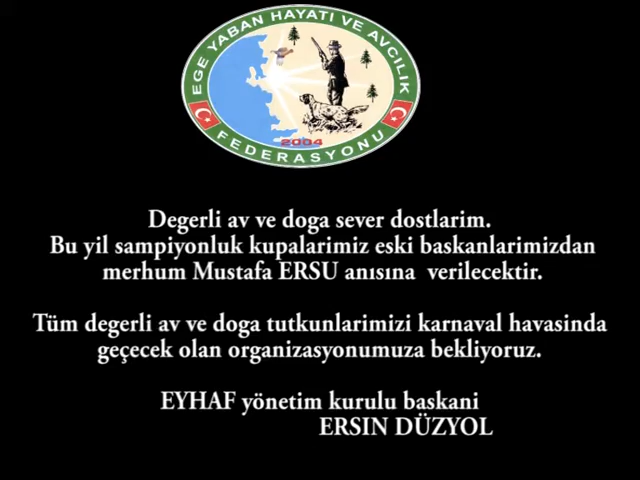 EGE YABAN HAYATI VE AVCILIK
FEDERASYONU
2004
Degerli av ve doga sever dostlarim.
Bu yil sampiyonluk kupalarimiz eski baskanlarimizdan
merhum Mustafa ERSU anısına verilecektir.
Tüm degerli av ve doga tutkunlarimizi karnaval havasinda
geçecek olan organizasyonumuza bekliyoruz.
EYHAF yönetim kurulu baskani
ERSIN DÜZYOL